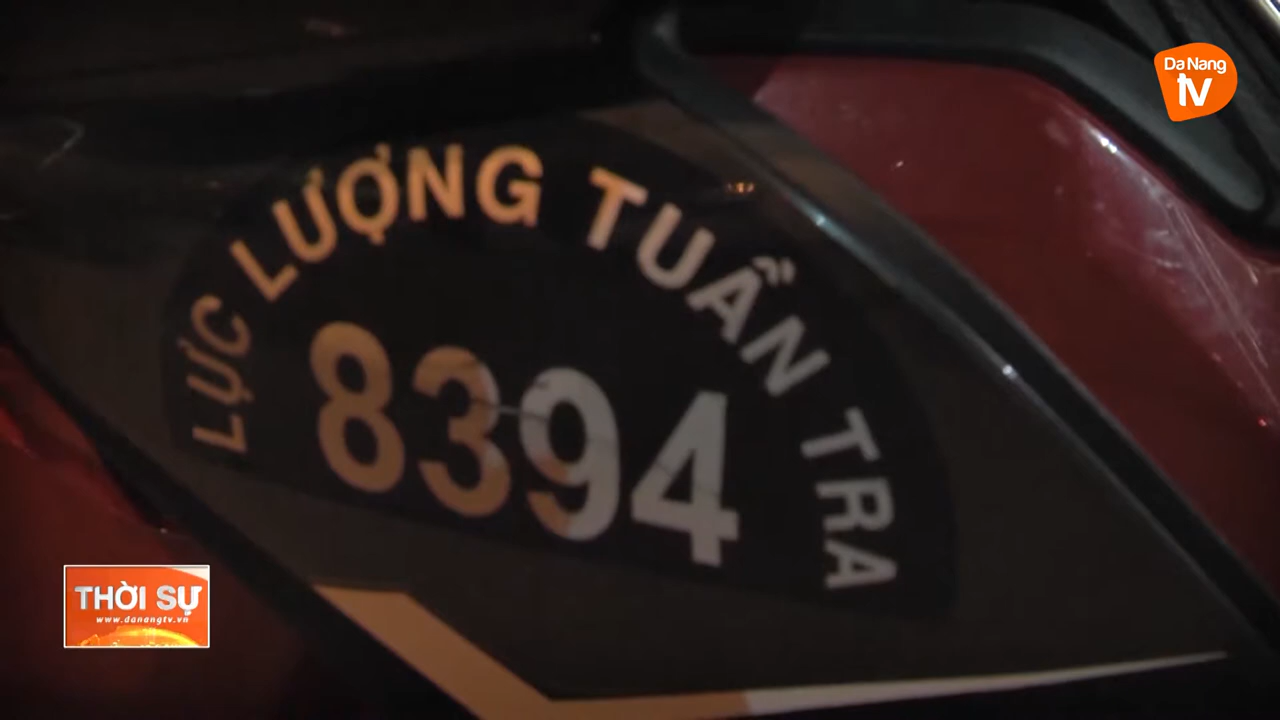 Da Nang
tv
LỰC LƯỢNG TUẦN TRA
8394
THỜI SỰ
www.danangtv.vn